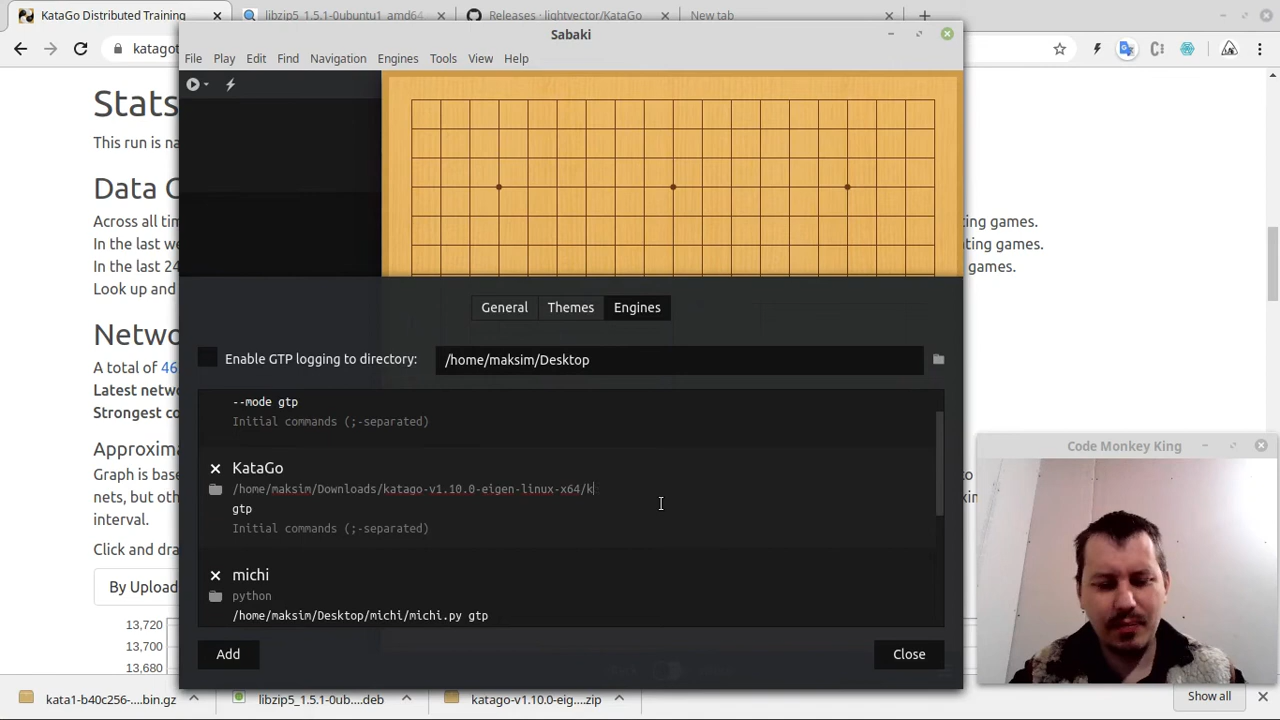 KataGo Distributed Training
libzip5_1.5.1-0ubuntu1_amd64
Releases · lightvector/KataGo
New tab
katagot
Sabaki
File Play Edit Find Navigation Engines Tools View Help
Stats
This run is na
Data C
Across all tim
ting games.
In the last we
ating games.
In the last 24
games.
Look up and
Netwo
A total of 46
Latest netwo
Strongest co
Approxima
Graph is base
nets, but othe
interval
Click and dra
By Upload
13,720
13,700
13,680
General Themes Engines
Enable GTP logging to directory: /home/maksim/Desktop
--mode gtp
Initial commands (;-separated)
KataGo
/home/maksim/Downloads/katago-v1.10.0-eigen-linux-x64/k
gtp
Initial commands (;-separated)
michi
python
/home/maksim/Desktop/michi/michi.py gtp
Add Close
Code Monkey King
kata1-b40c256-....bin.gz
libzip5_1.5.1-0ub....deb
katago-v1.10.0-eig....zip
Show all